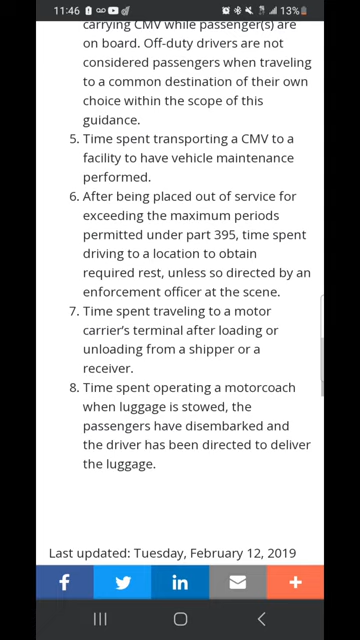 11:46
13%
carrying CMV while passenger(s) are
on board. Off-duty drivers are not
considered passengers when traveling
to a common destination of their own
choice within the scope of this
guidance.
5. Time spent transporting a CMV to a
facility to have vehicle maintenance
performed.
6. After being placed out of service for
exceeding the maximum periods
permitted under part 395, time spent
driving to a location to obtain
required rest, unless so directed by an
enforcement officer at the scene.
7. Time spent traveling to a motor
carrier's terminal after loading or
unloading from a shipper or a
receiver.
8. Time spent operating a motorcoach
when luggage is stowed, the
passengers have disembarked and
the driver has been directed to deliver
the luggage.
Last updated: Tuesday, February 12, 2019